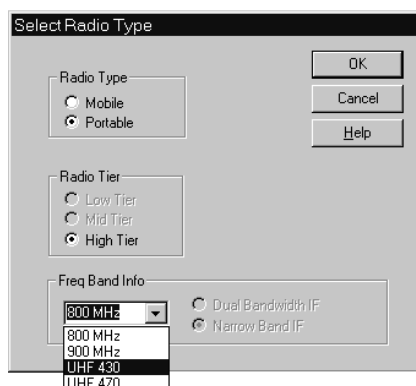 Select Radio Type
OK
Radio Type
Mobile
Cancel
Portable
Help
Radio Tier
Low Tier
Mid Tier
High Tier
Freq Band Info
800 MHz
Dual Bandwidth IF
Narrow Band IF
800 MHz
900 MHz
UHF 430
UHF 470